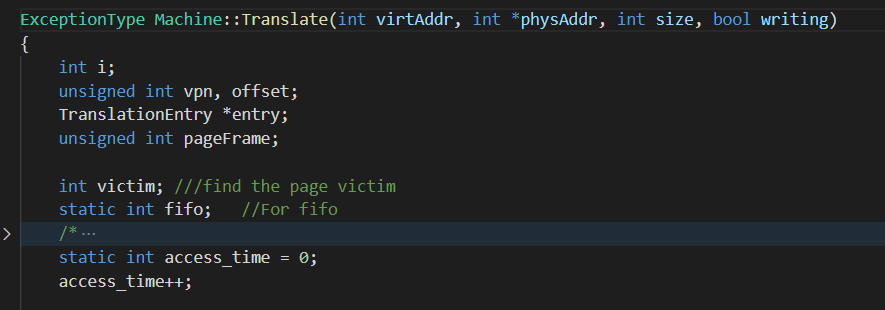 ExceptionType Machine::Translate(int virtAddr, int *physAddr, int size, bool writing)
{
    int i;
    unsigned int vpn, offset;
    TranslationEntry *entry;
    unsigned int pageFrame;

    int victim; ///find the page victim
    static int fifo;   //For fifo
    /*⋯
    static int access_time = 0;
    access_time++;